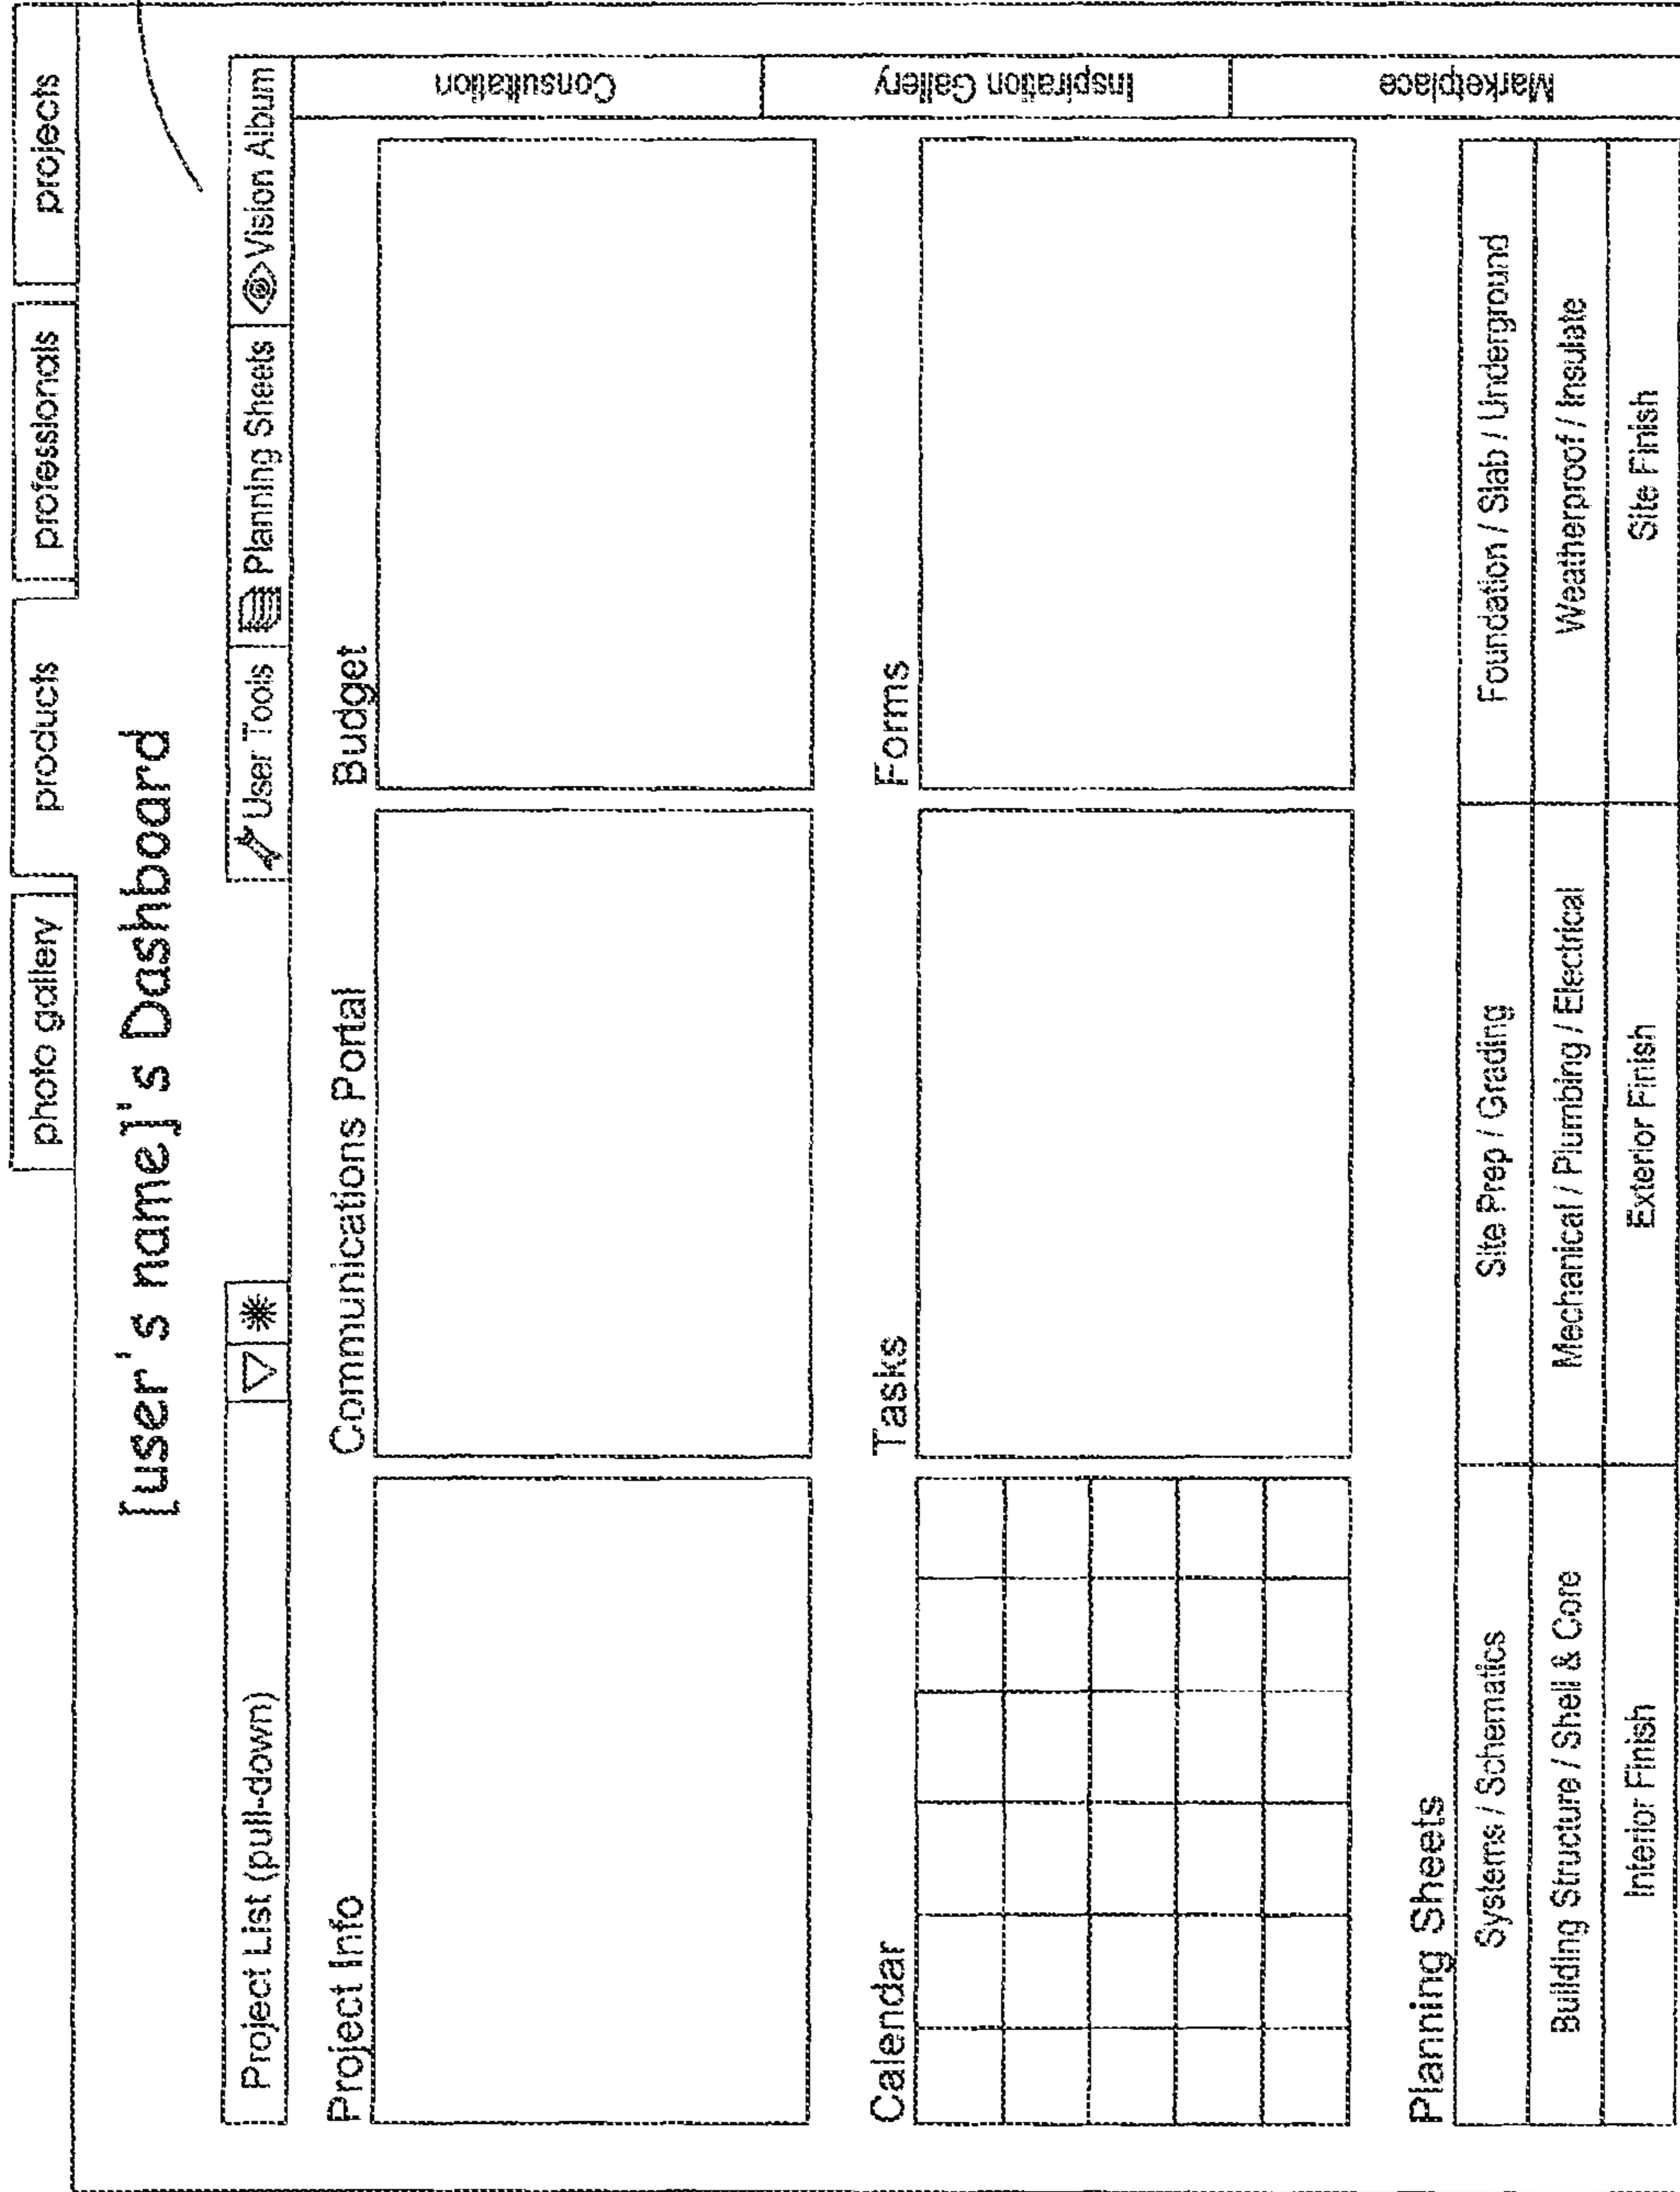 photo gallery
products
professionals
projects
[user's name]'s Dashboard
Project List (pull-down)
User Tools
Planning Sheets
Vision Album
Project Info
Communications Portal
Budget
Calendar
Tasks
Forms
Consultation
Inspiration Gallery
Marketplace
Planning Sheets
Systems / Schematics
Site Prep / Grading
Foundation / Slab / Underground
Building Structure / Shell & Core
Mechanical / Plumbing / Electrical
Weatherproof / Insulate
Interior Finish
Exterior Finish
Site Finish